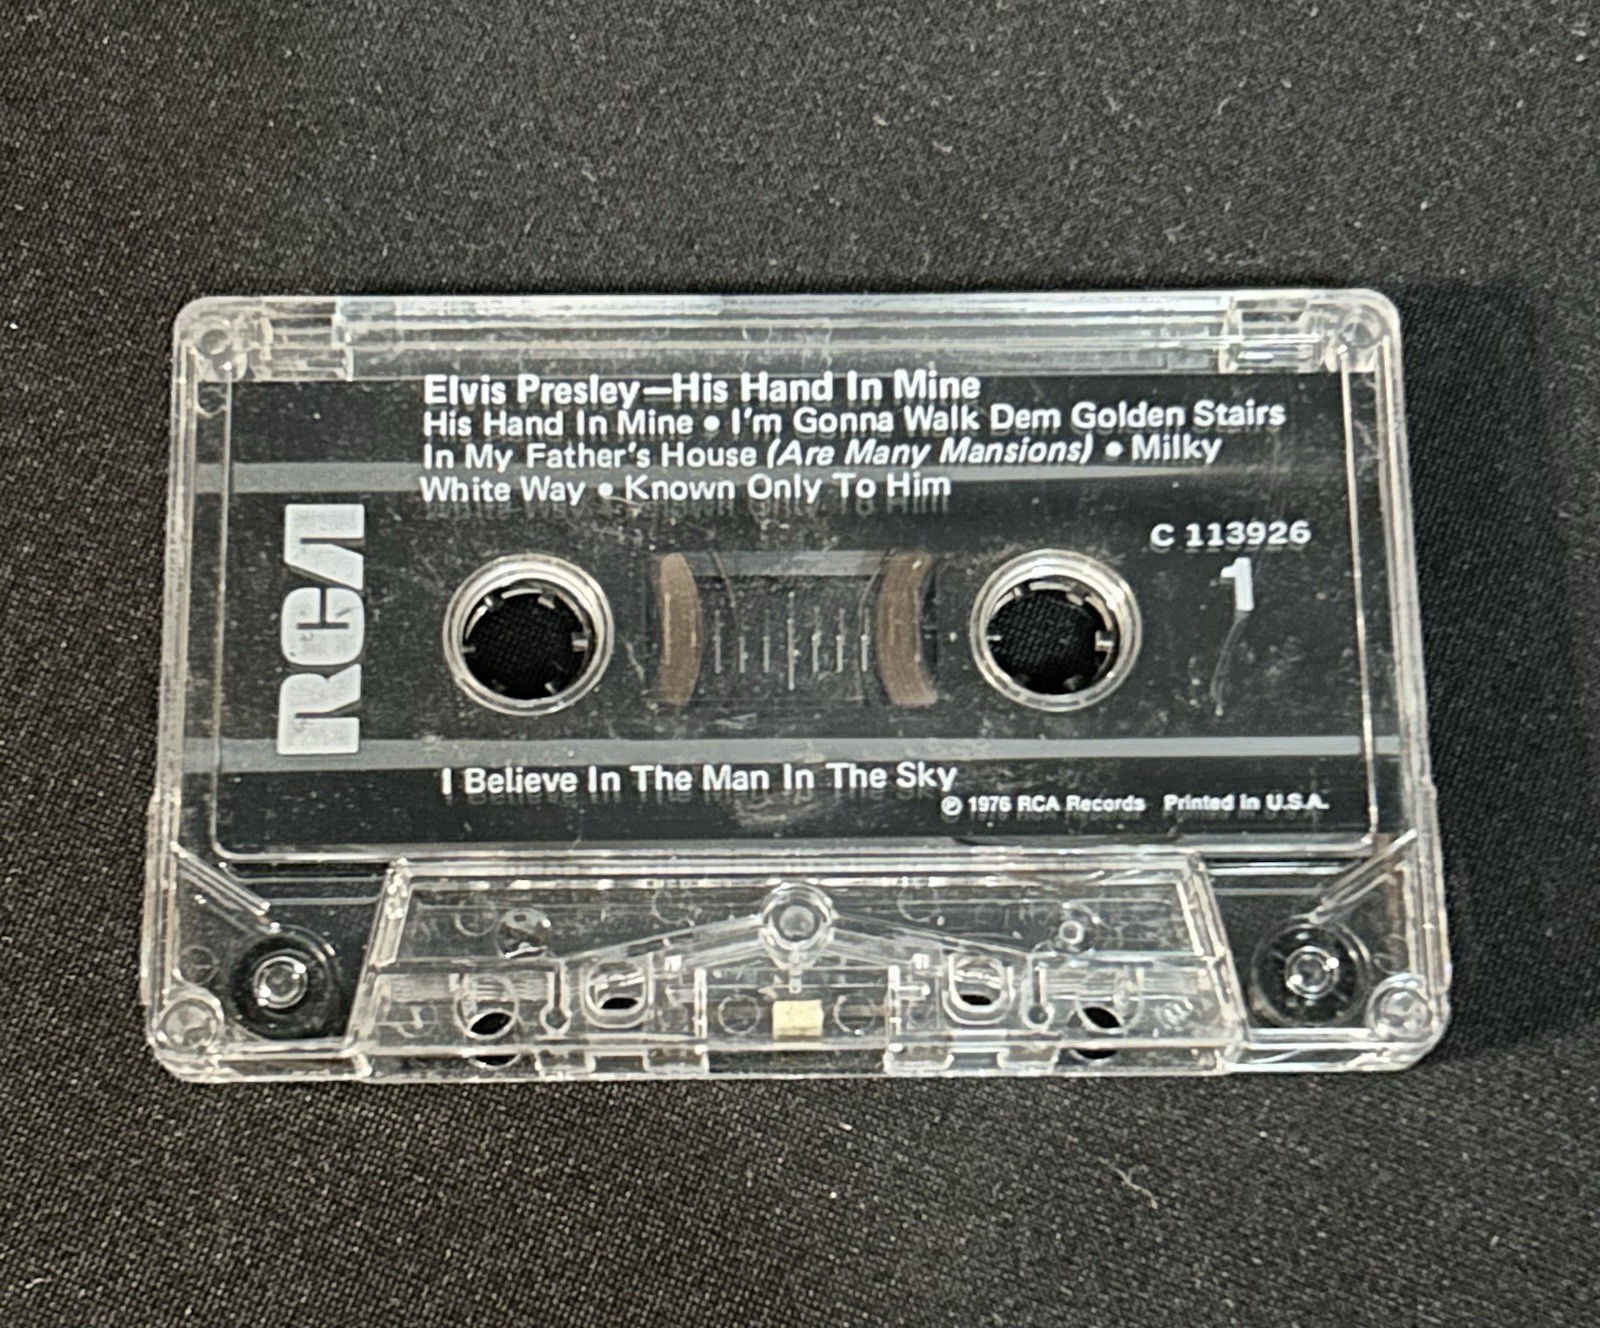 Elvis Presley—His Hand In Mine
His Hand In Mine • I'm Gonna Walk Dem Golden Stairs
In My Father's House (Are Many Mansions) • Milky
White Way • Known Only To Him
RCA
C 113926
1
I Believe In The Man In The Sky
℗ 1976 RCA Records Printed in U.S.A.